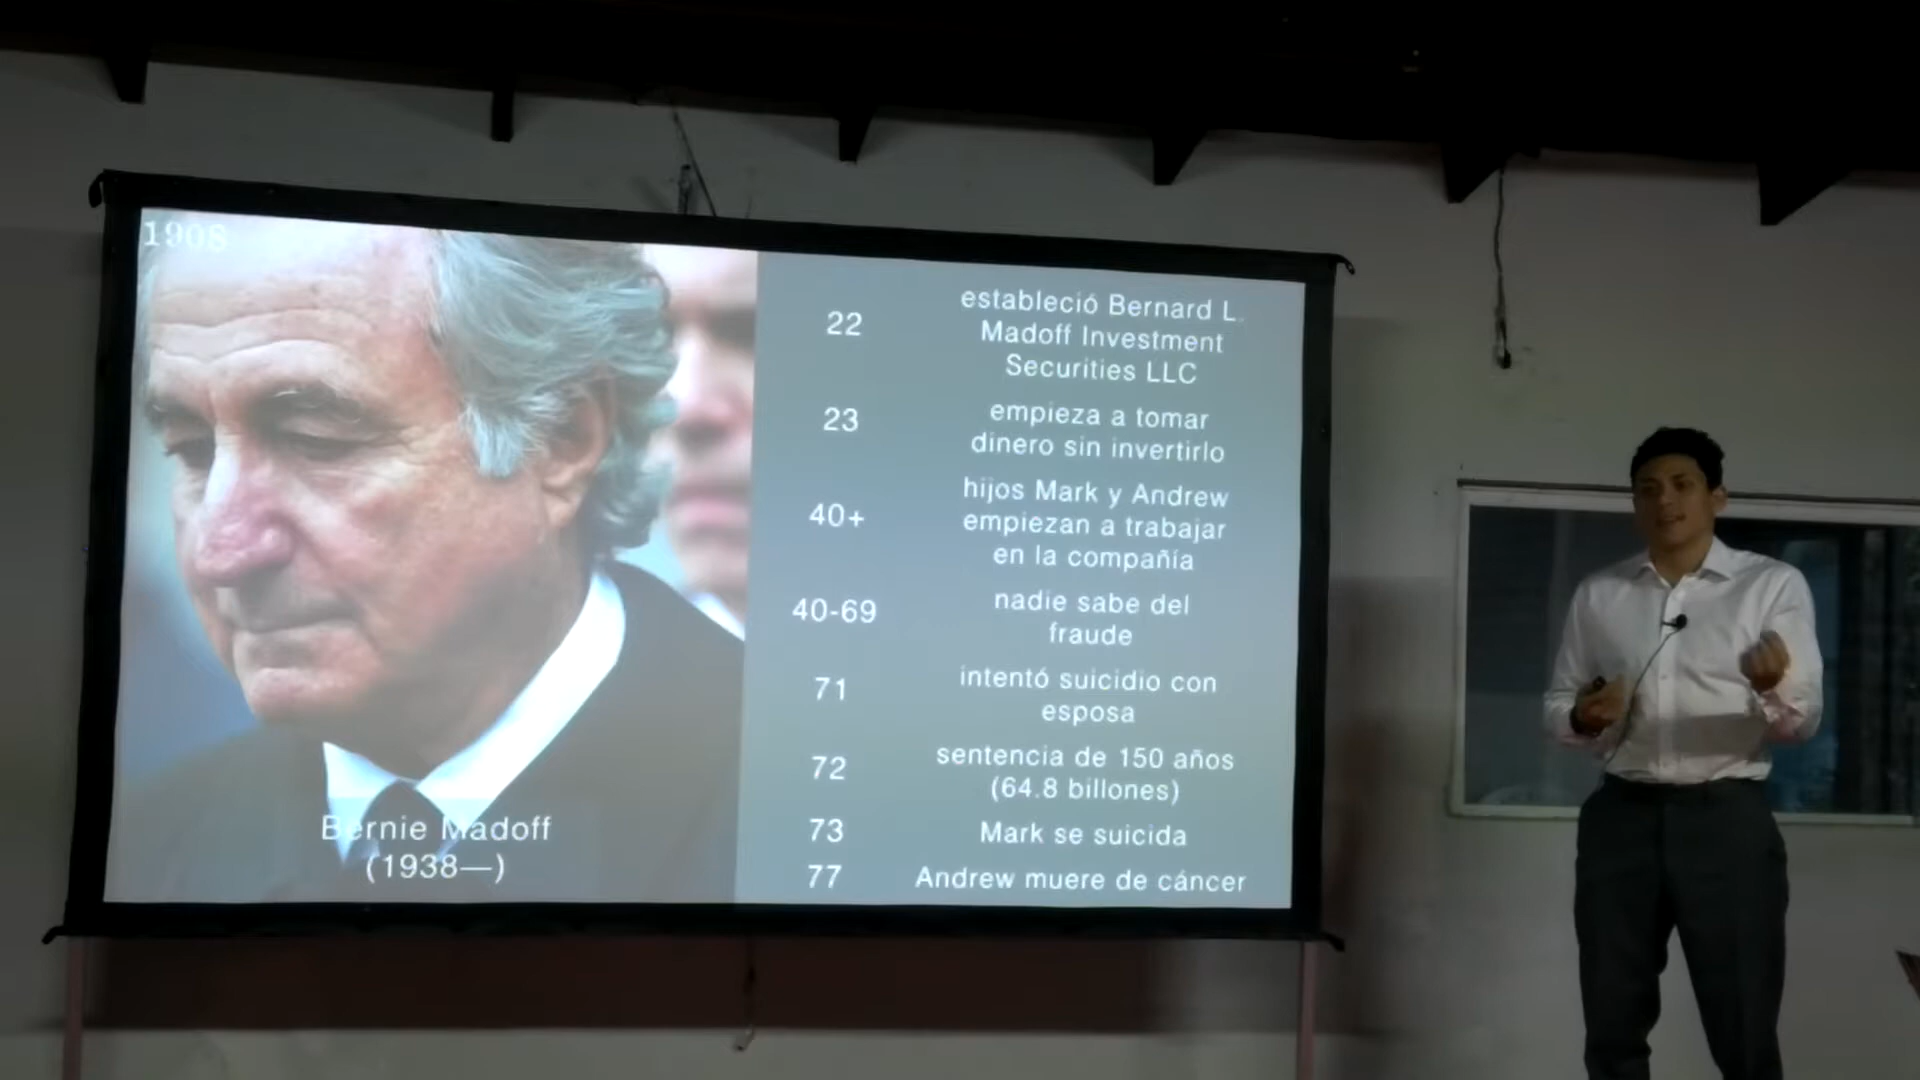 1908
Bernie Madoff
(1938—)
22
estableció Bernard L.
Madoff Investment
Securities LLC
23
empieza a tomar
dinero sin invertirlo
40+
hijos Mark y Andrew
empiezan a trabajar
en la compañía
40-69
nadie sabe del
fraude
71
intentó suicidio con
esposa
72
sentencia de 150 años
(64.8 billones)
73
Mark se suicida
77
Andrew muere de cáncer